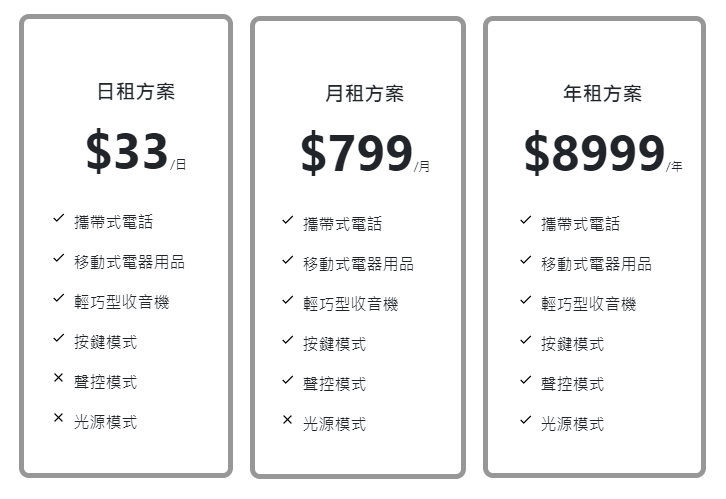 日租方案
$33/日
攜帶式電話
移動式電器用品
輕巧型收音機
按鍵模式
聲控模式
光源模式
月租方案
$799/月
攜帶式電話
移動式電器用品
輕巧型收音機
按鍵模式
聲控模式
光源模式
年租方案
$8999/年
攜帶式電話
移動式電器用品
輕巧型收音機
按鍵模式
聲控模式
光源模式